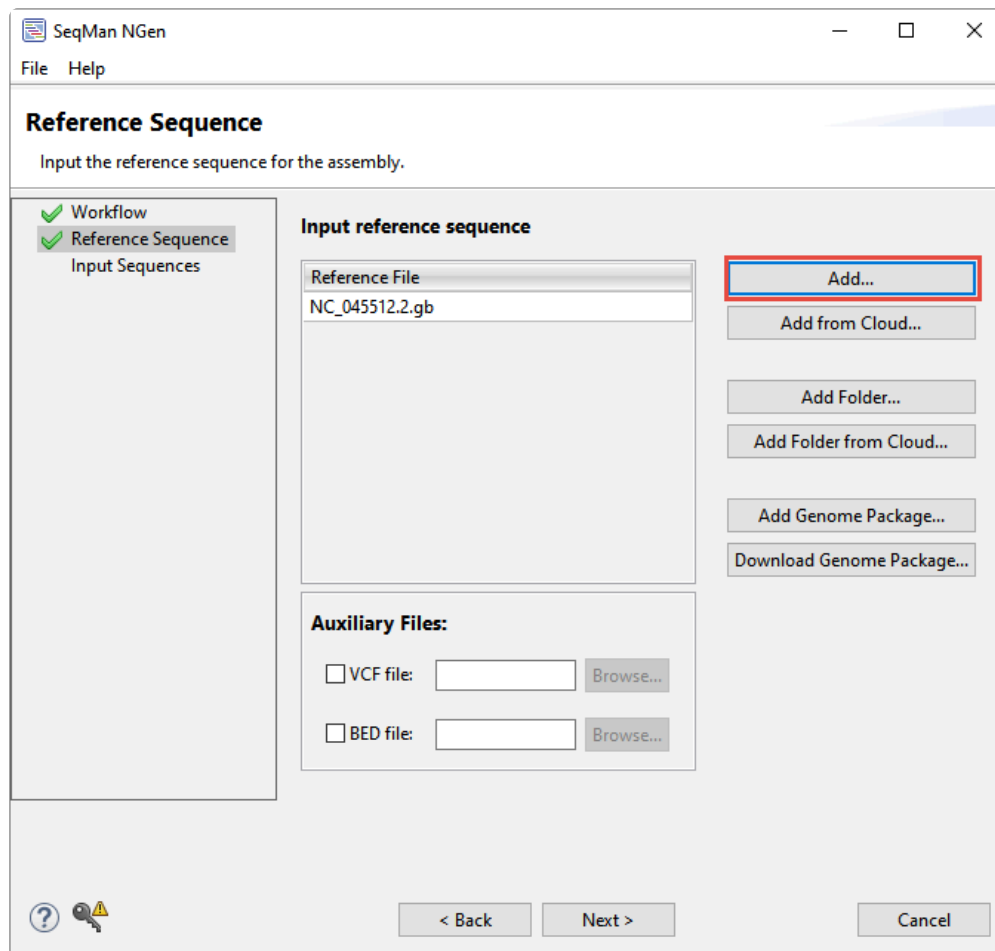 SeqMan NGen
File Help
Reference Sequence
Input the reference sequence for the assembly.
Workflow
Reference Sequence
Input Sequences
Input reference sequence
Reference File
NC_045512.2.gb
Add...
Add from Cloud...
Add Folder...
Add Folder from Cloud...
Add Genome Package...
Download Genome Package...
Auxiliary Files:
VCF file: Browse...
BED file: Browse...
? < Back Next > Cancel